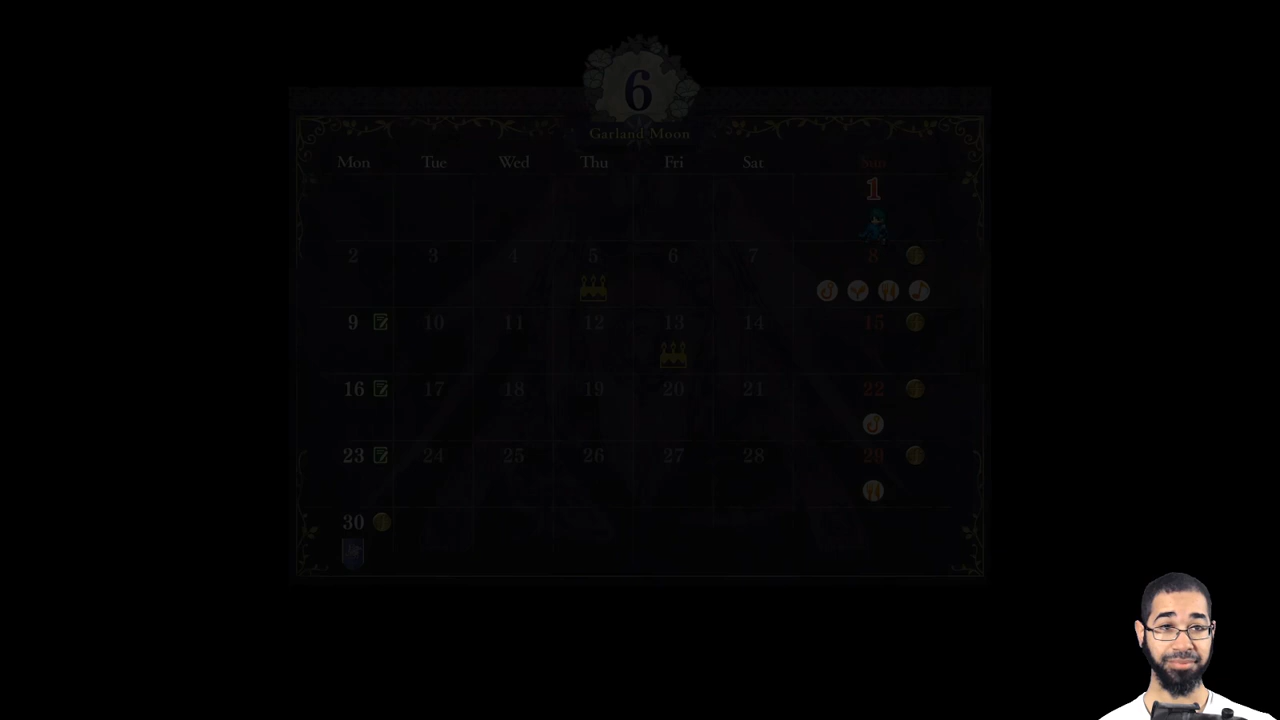 6
Garland Moon
Mon Tue Wed Thu Fri Sat Sun
1
2 3 4 5 6 7 8
9 10 11 12 13 14 15
16 17 18 19 20 21 22
23 24 25 26 27 28 29
30